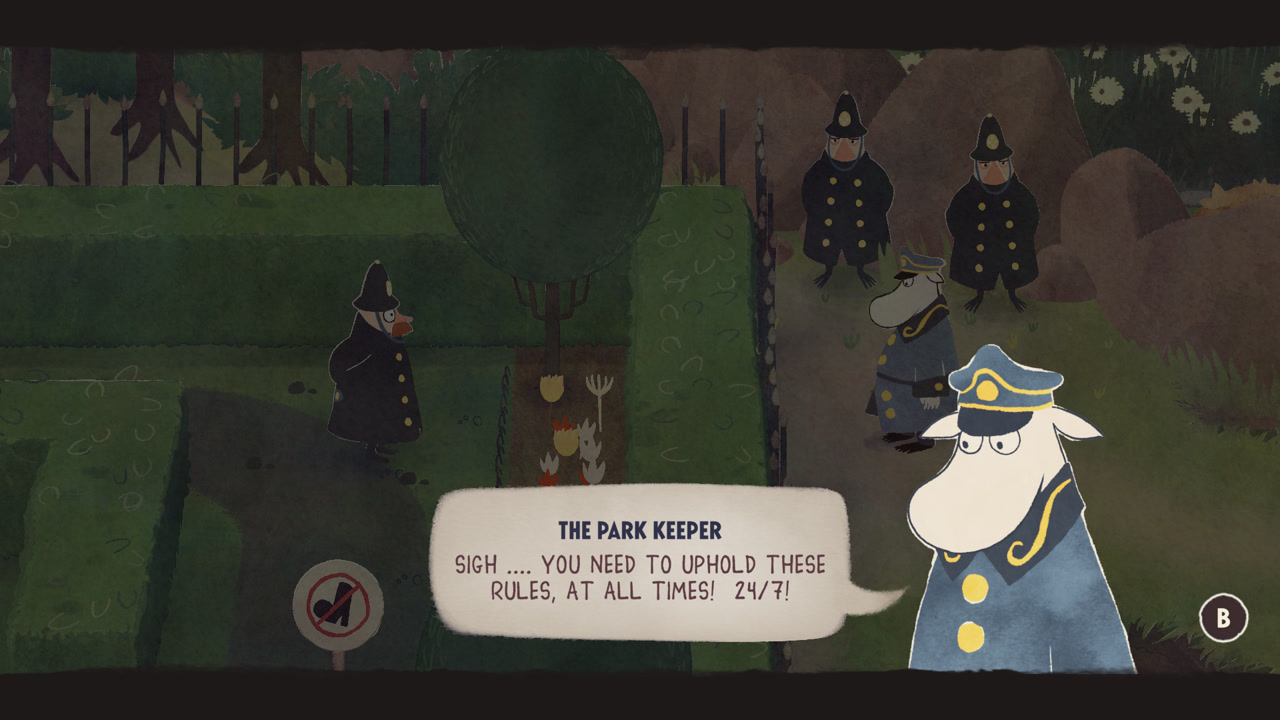 THE PARK KEEPER
SIGH .... YOU NEED TO UPHOLD THESE
RULES, AT ALL TIMES! 24/7!
B